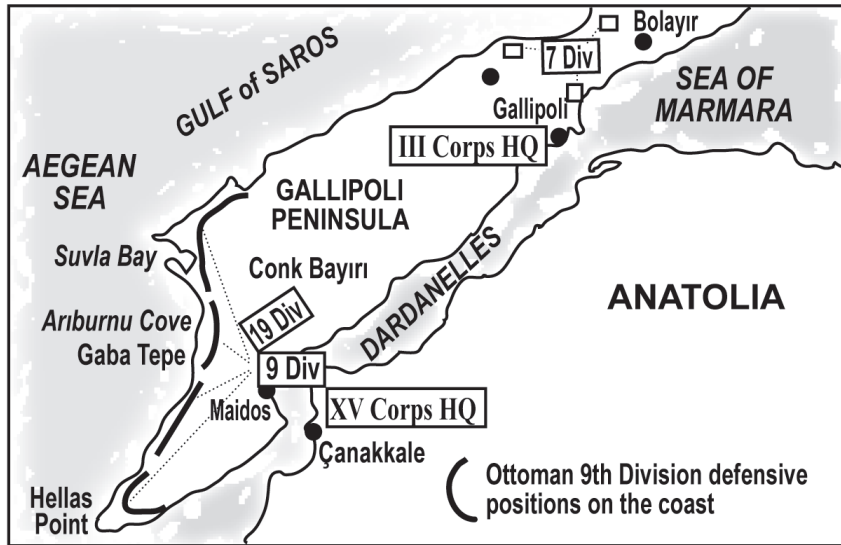 Bolayır
7 Div
GULF of SAROS
SEA OF
MARMARA
Gallipoli
III Corps HQ
AEGEAN
SEA
GALLIPOLI
PENINSULA
Suvla Bay
Conk Bayırı
DARDANELLES
ANATOLIA
Arıburnu Cove
19 Div
Gaba Tepe
9 Div
Maidos
XV Corps HQ
Çanakkale
Hellas
Point
Ottoman 9th Division defensive
positions on the coast